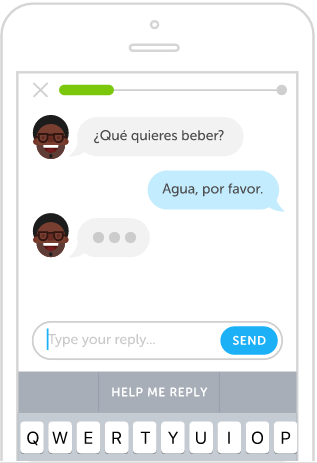 ¿Qué quieres beber?
Agua, por favor.
Type your reply...
SEND
HELP ME REPLY
Q W E R T Y U I O P